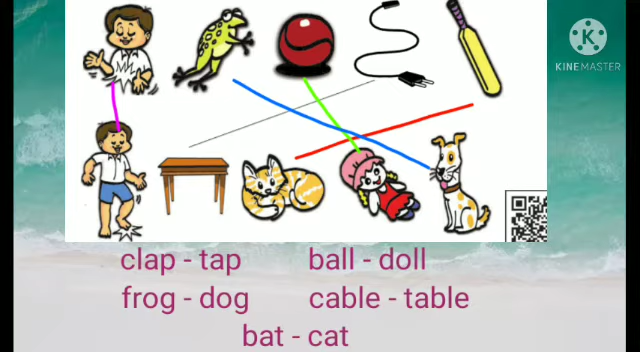 KINEMASTER
clap - tap ball - doll
frog - dog cable - table
bat - cat